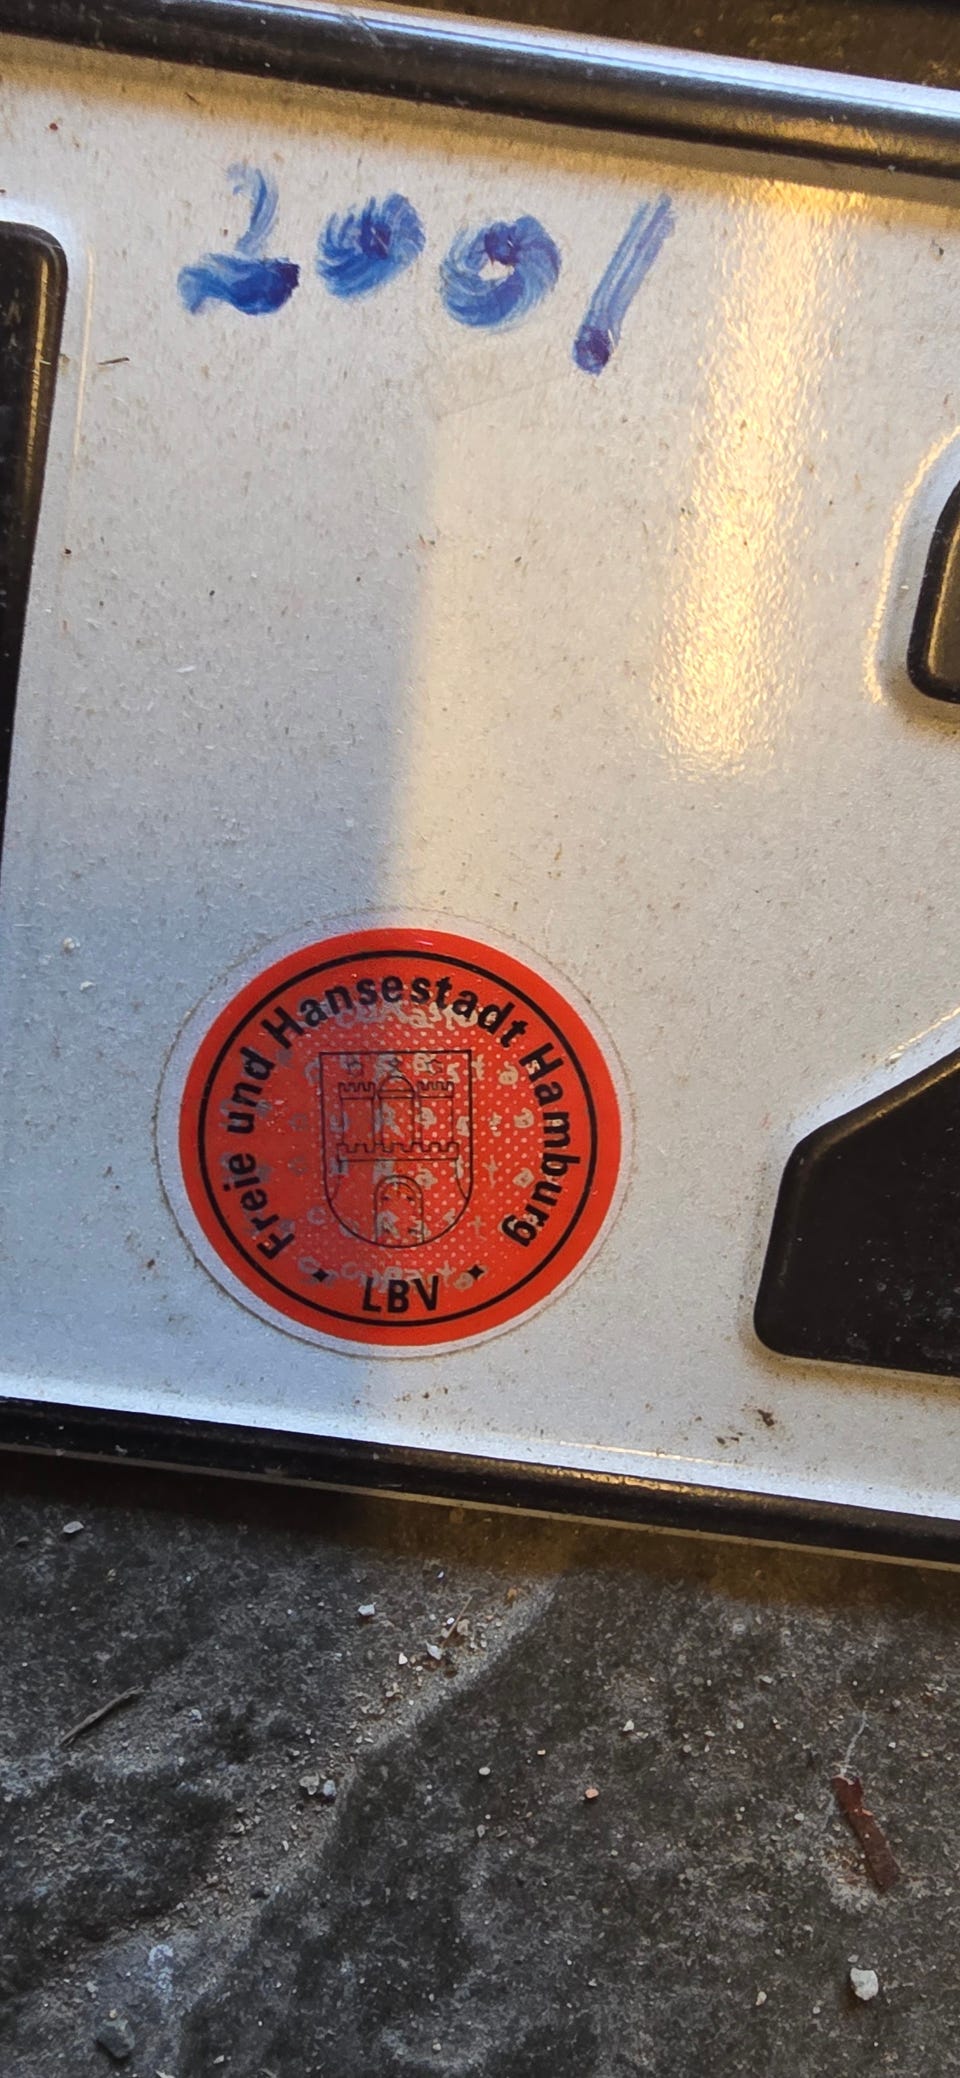 2001
Freie und Hansestadt Hamburg
LBV